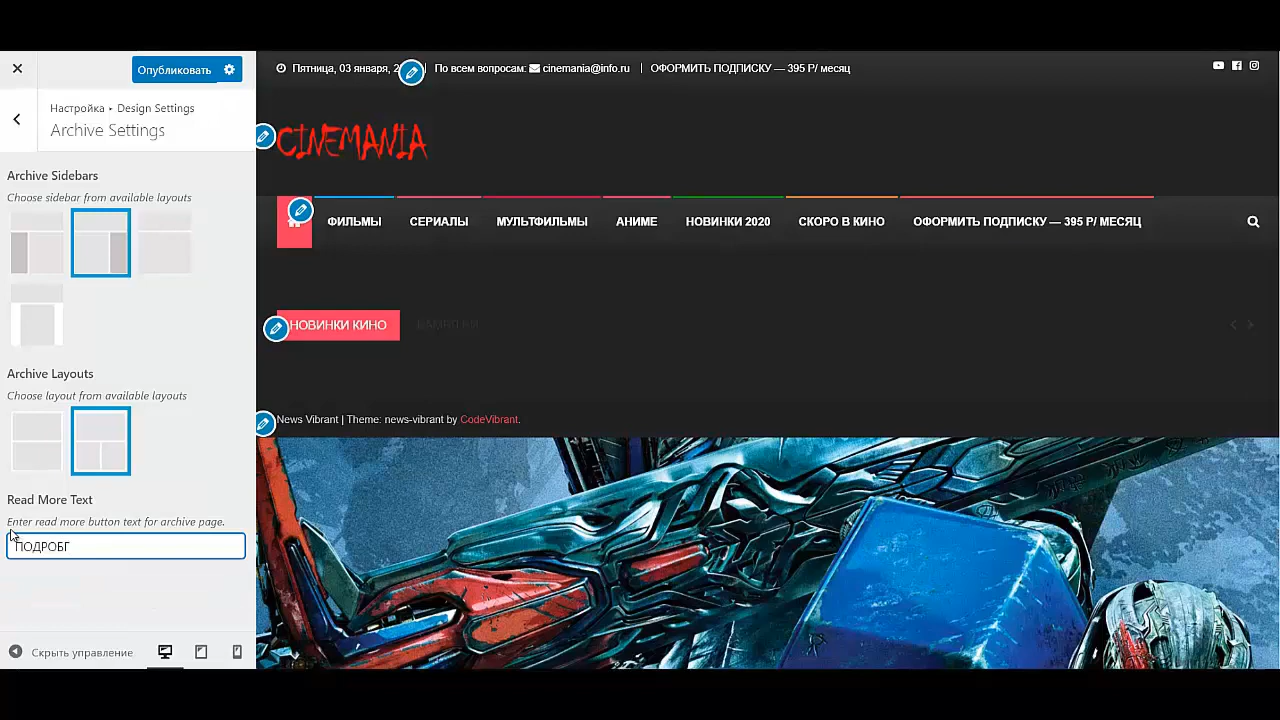 Опубликовать
Настройка ▸ Design Settings
Archive Settings
Archive Sidebars
Choose sidebar from available layouts
Archive Layouts
Choose layout from available layouts
Read More Text
Enter read more button text for archive page.
ПОДРОБГ
Скрыть управление
Пятница, 03 января, 2
По всем вопросам: cinemania@info.ru
ОФОРМИТЬ ПОДПИСКУ — 395 Р/ месяц
CINEMANIA
ФИЛЬМЫ СЕРИАЛЫ МУЛЬТФИЛЬМЫ АНИМЕ НОВИНКИ 2020 СКОРО В КИНО ОФОРМИТЬ ПОДПИСКУ — 395 Р/ МЕСЯЦ
НОВИНКИ КИНО
News Vibrant | Theme: news-vibrant by CodeVibrant.